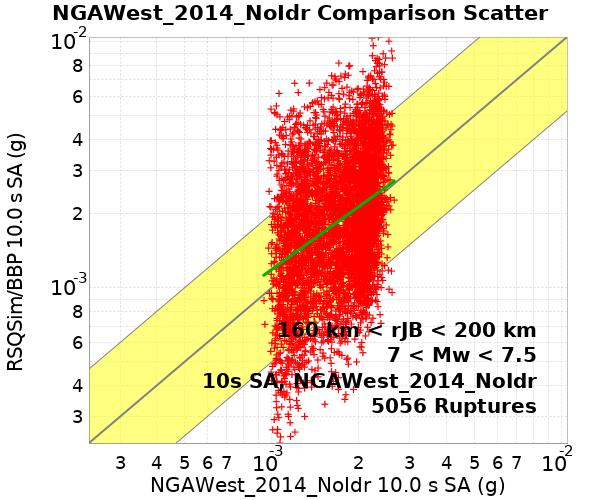 NGAWest_2014_NoIdr Comparison Scatter
RSQSim/BBP 10.0 s SA (g)
10-2
8
6
4
3
2
10-3
8
6
4
3
160 km < rJB < 200 km
7 < Mw < 7.5
10s SA, NGAWest_2014_NoIdr
5056 Ruptures
3 4 5 6 7 10-3 2 3 4 5 6 7 10-2
NGAWest_2014_NoIdr 10.0 s SA (g)